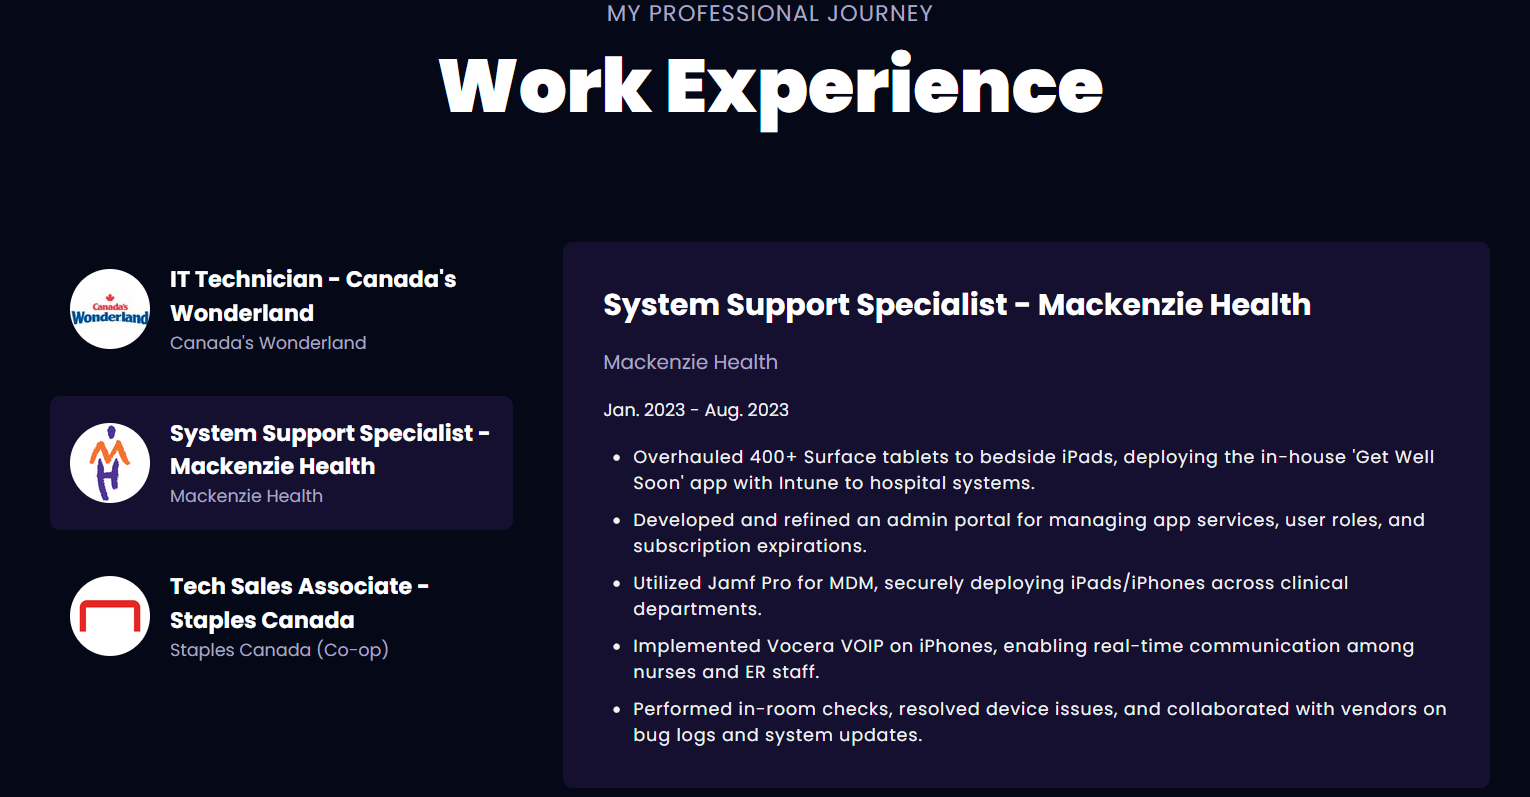 MY PROFESSIONAL JOURNEY
Work Experience
Canada's
Wonderland
IT Technician - Canada's
Wonderland
Canada's Wonderland
MH
System Support Specialist -
Mackenzie Health
Mackenzie Health
Tech Sales Associate -
Staples Canada
Staples Canada (Co-op)
System Support Specialist - Mackenzie Health
Mackenzie Health
Jan. 2023 - Aug. 2023
• Overhauled 400+ Surface tablets to bedside iPads, deploying the in-house 'Get Well
Soon' app with Intune to hospital systems.
• Developed and refined an admin portal for managing app services, user roles, and
subscription expirations.
• Utilized Jamf Pro for MDM, securely deploying iPads/iPhones across clinical
departments.
• Implemented Vocera VOIP on iPhones, enabling real-time communication among
nurses and ER staff.
• Performed in-room checks, resolved device issues, and collaborated with vendors on
bug logs and system updates.